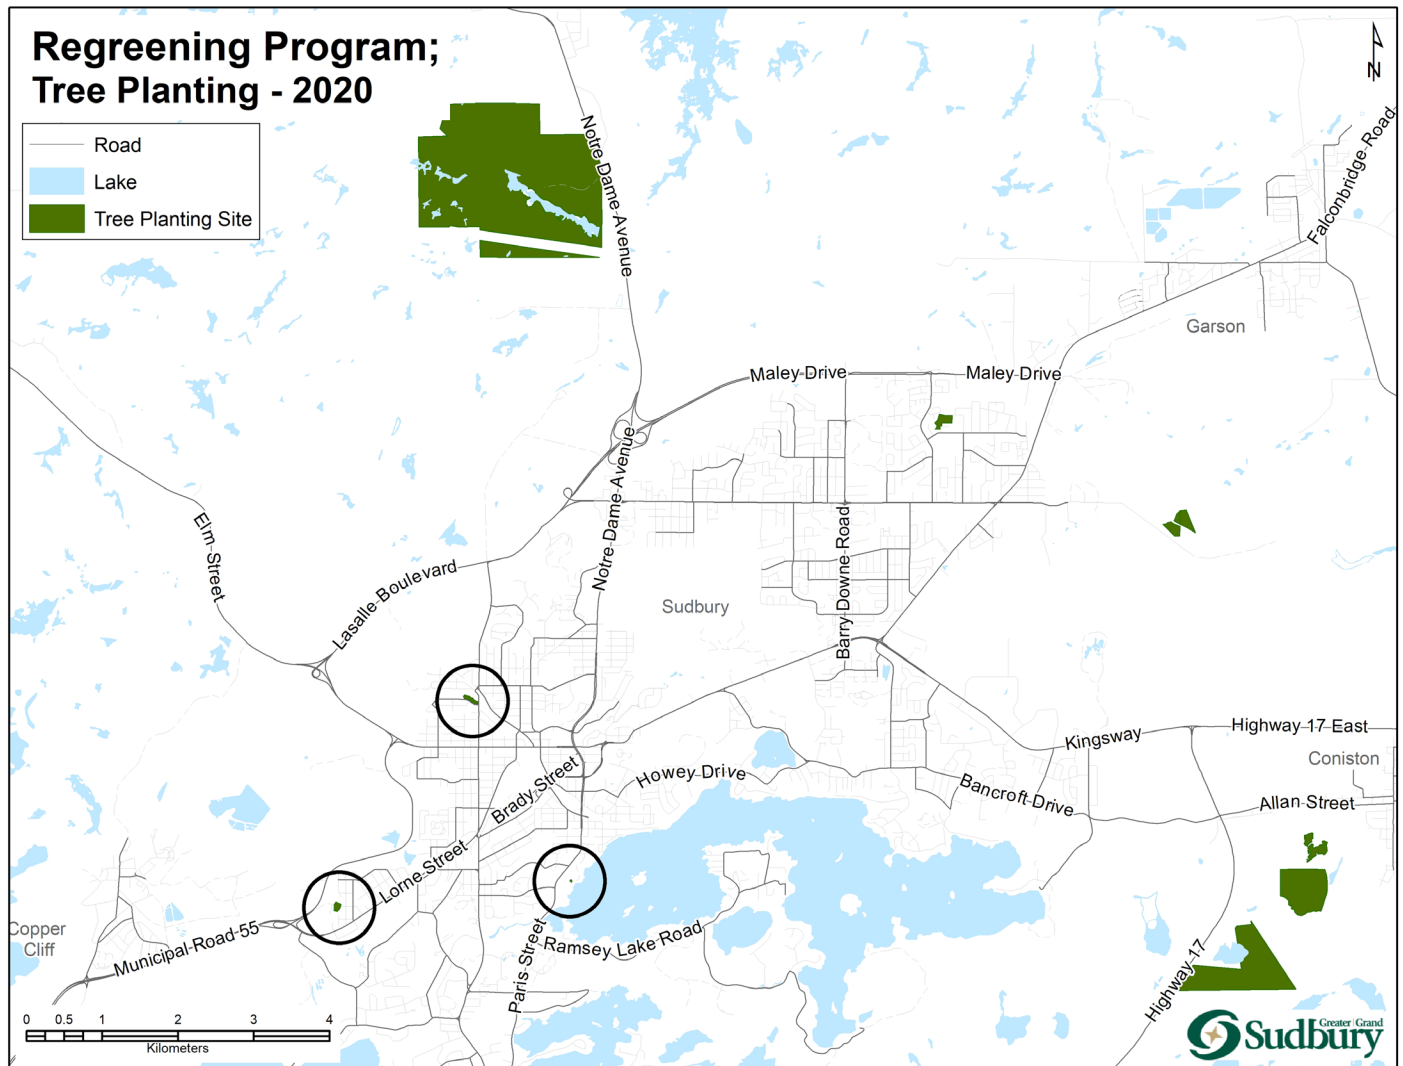 Regreening Program;
Tree Planting - 2020
N
Road
Lake
Tree Planting Site
Notre Dame Avenue
Falconbridge Road
Garson
Maley Drive
Maley Drive
Notre Dame Avenue
Elm Street
Lasalle Boulevard
Barry Downe Road
Sudbury
Highway 17 East
Kingsway
Coniston
Brady Street
Howey Drive
Bancroft Drive
Allan Street
Lorne Street
Copper
Cliff
Municipal Road 55
Paris Street
Ramsey Lake Road
Highway 17
0 0.5 1 2 3 4
Kilometers
Greater Grand
Sudbury